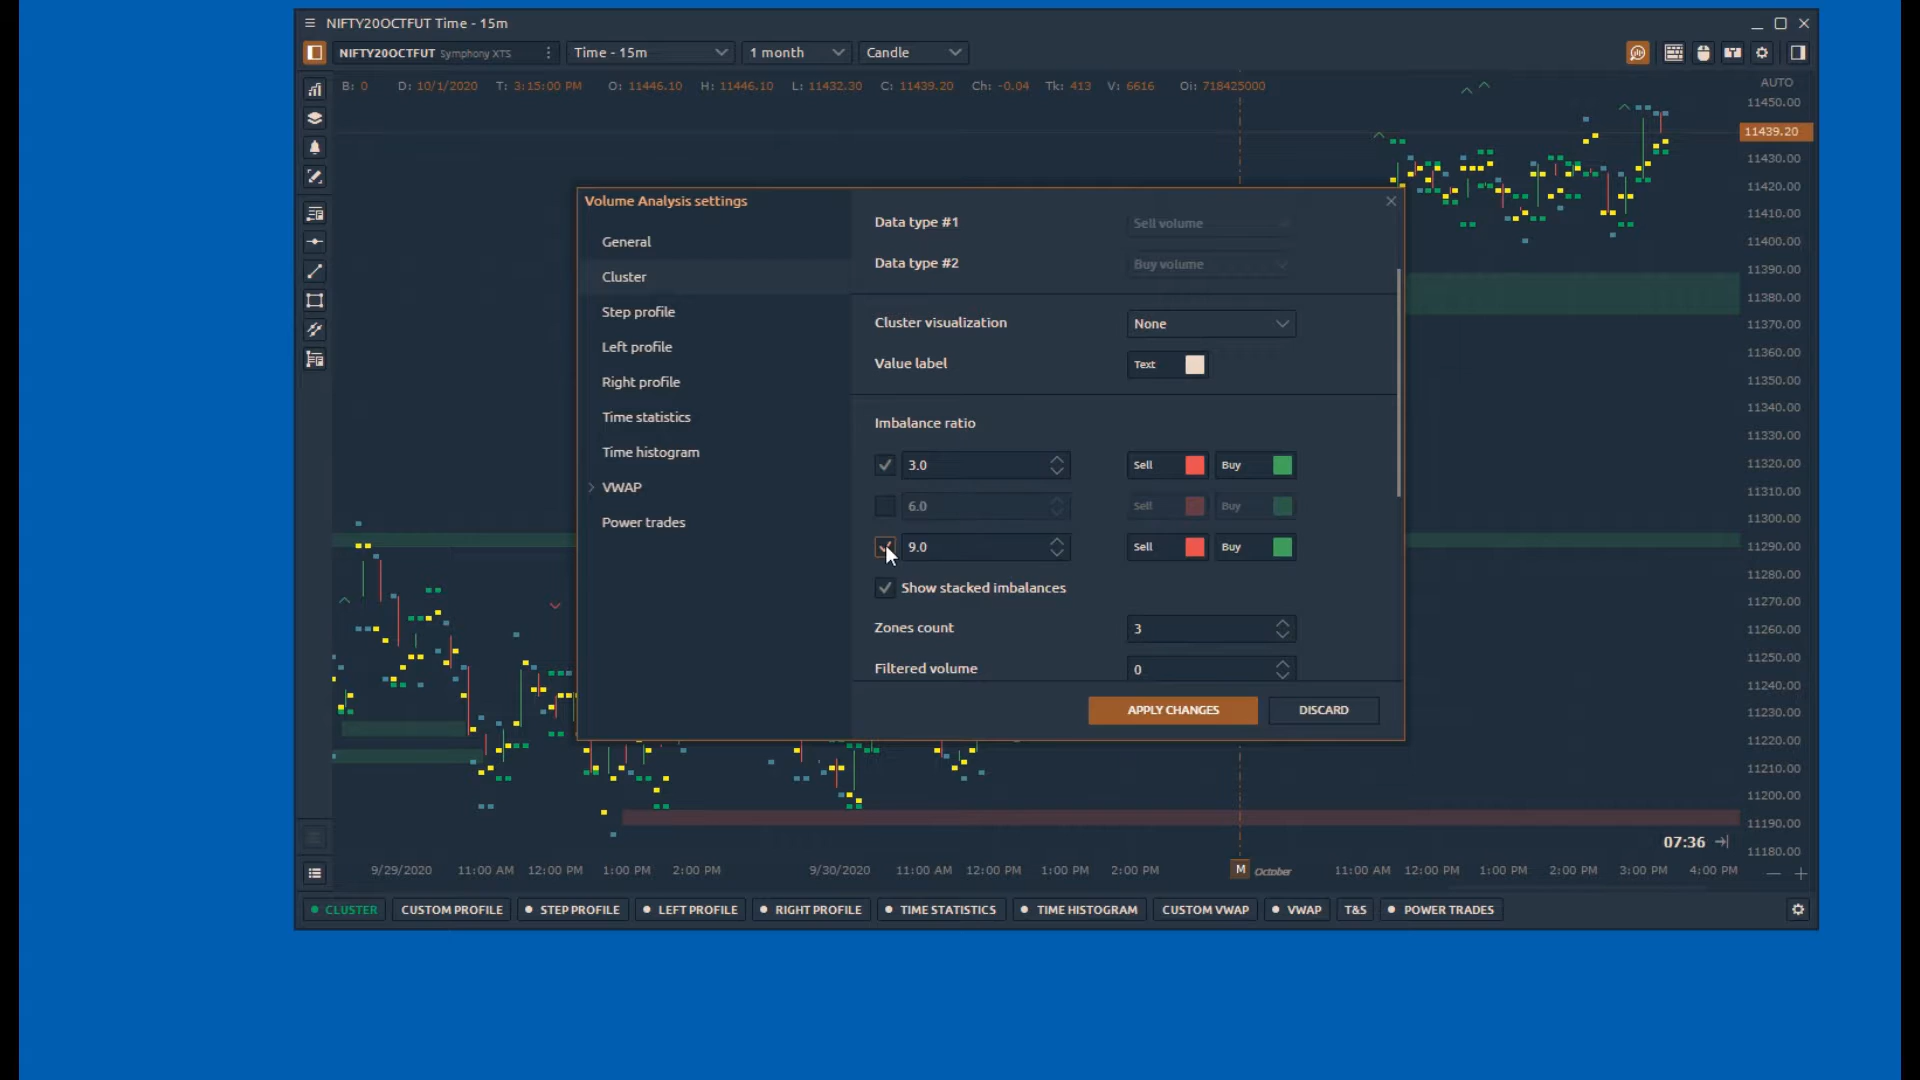 NIFTY20OCTFUT Time - 15m
NIFTY20OCTFUT Symphony XTS
Time - 15m
1 month
Candle
B: 0 D: 10/1/2020 T: 3:15:00 PM O: 11446.10 H: 11446.10 L: 11432.30 C: 11439.20 Ch: -0.04 Tk: 413 V: 6616 Oi: 718425000
AUTO
11450.00
11439.20
11430.00
11420.00
11410.00
11400.00
11390.00
11380.00
11370.00
11360.00
11350.00
11340.00
11330.00
11320.00
11310.00
11300.00
11290.00
11280.00
11270.00
11260.00
11250.00
11240.00
11230.00
11220.00
11210.00
11200.00
11190.00
11180.00
Volume Analysis settings
General
Cluster
Step profile
Left profile
Right profile
Time statistics
Time histogram
VWAP
Power trades
Data type #1 Sell volume
Data type #2 Buy volume
Cluster visualization None
Value label Text
Imbalance ratio
3.0 Sell Buy
6.0 Sell Buy
9.0 Sell Buy
Show stacked imbalances
Zones count 3
Filtered volume 0
APPLY CHANGES DISCARD
07:36
9/29/2020 11:00 AM 12:00 PM 1:00 PM 2:00 PM 9/30/2020 11:00 AM 12:00 PM 1:00 PM 2:00 PM M October 11:00 AM 12:00 PM 1:00 PM 2:00 PM 3:00 PM 4:00 PM
CLUSTER CUSTOM PROFILE STEP PROFILE LEFT PROFILE RIGHT PROFILE TIME STATISTICS TIME HISTOGRAM CUSTOM VWAP VWAP T&S POWER TRADES